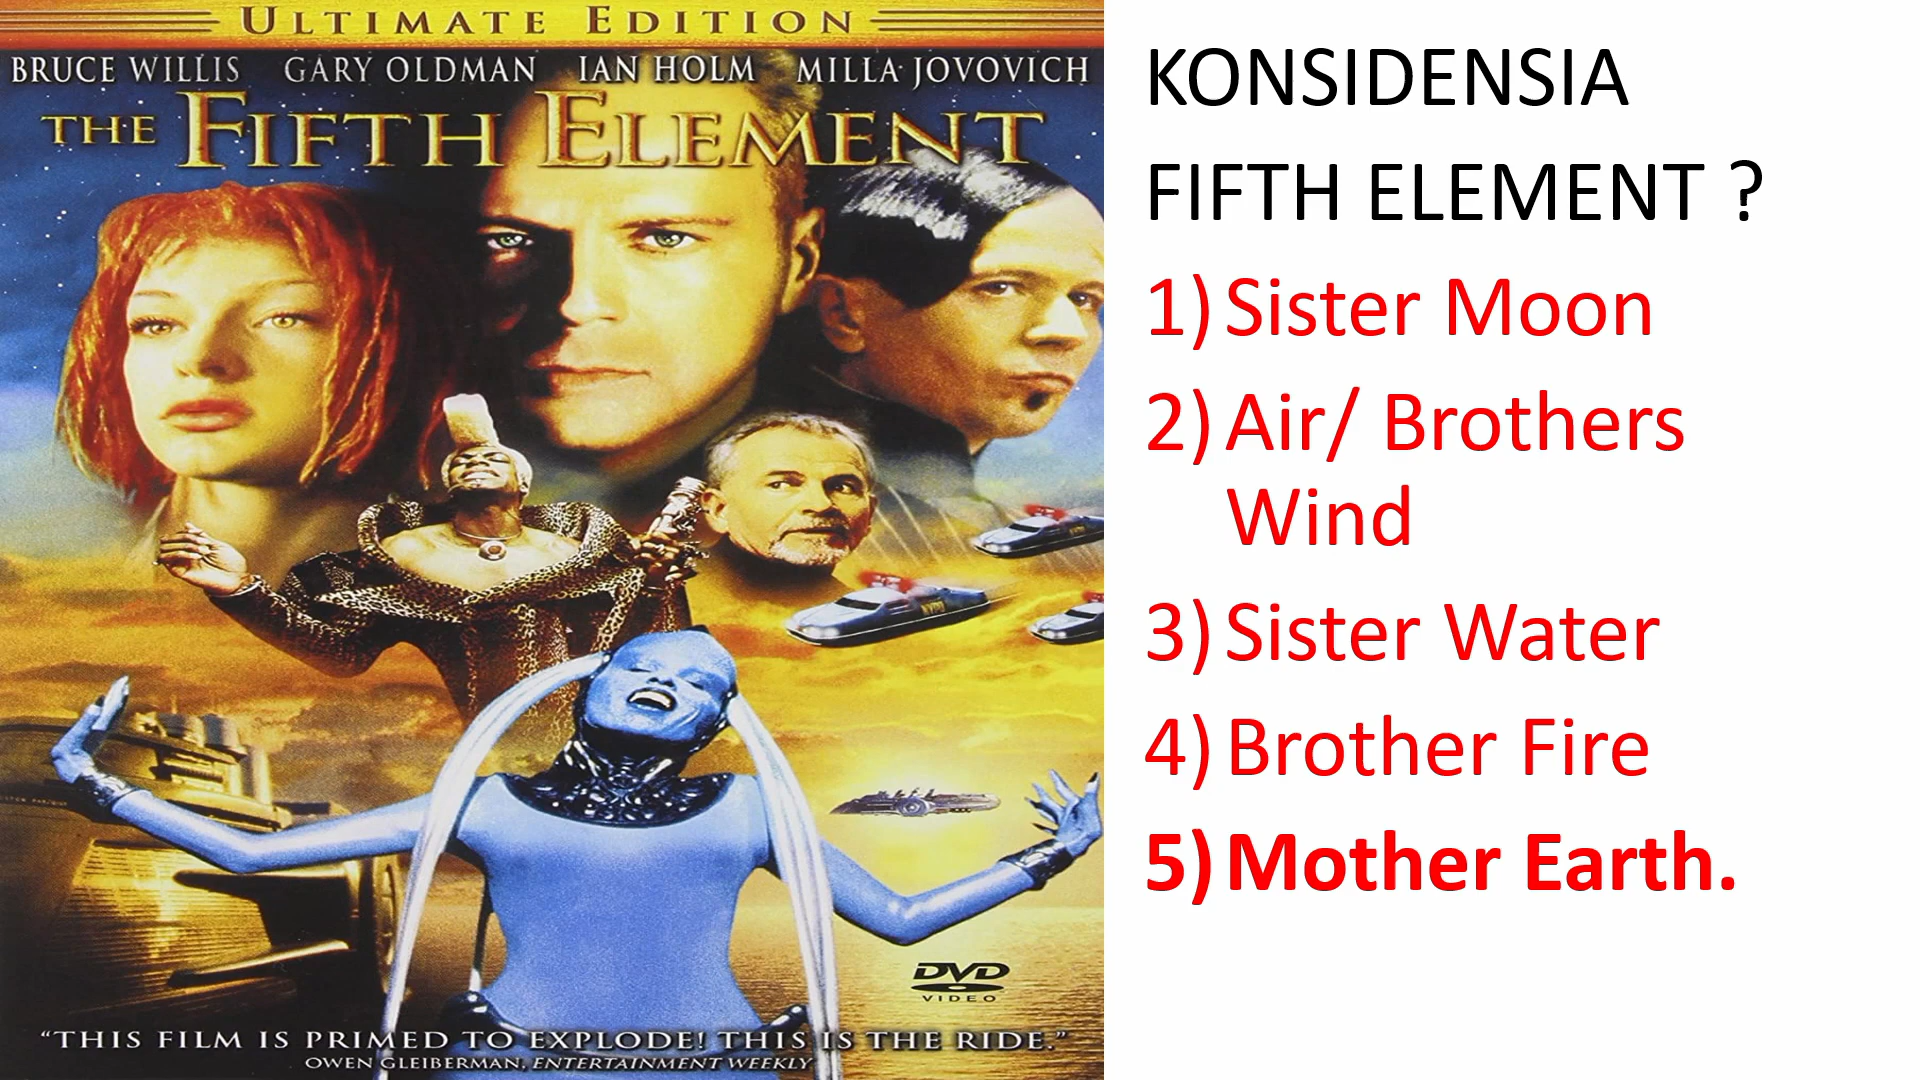 ULTIMATE EDITION
BRUCE WILLIS GARY OLDMAN IAN HOLM MILLA JOVOVICH
THE FIFTH ELEMENT
DVD
VIDEO
"THIS FILM IS PRIMED TO EXPLODE! THIS IS THE RIDE."
OWEN GLEIBERMAN, ENTERTAINMENT WEEKLY
KONSIDENSIA
FIFTH ELEMENT ?
1) Sister Moon
2) Air/ Brothers
Wind
3) Sister Water
4) Brother Fire
5) Mother Earth.